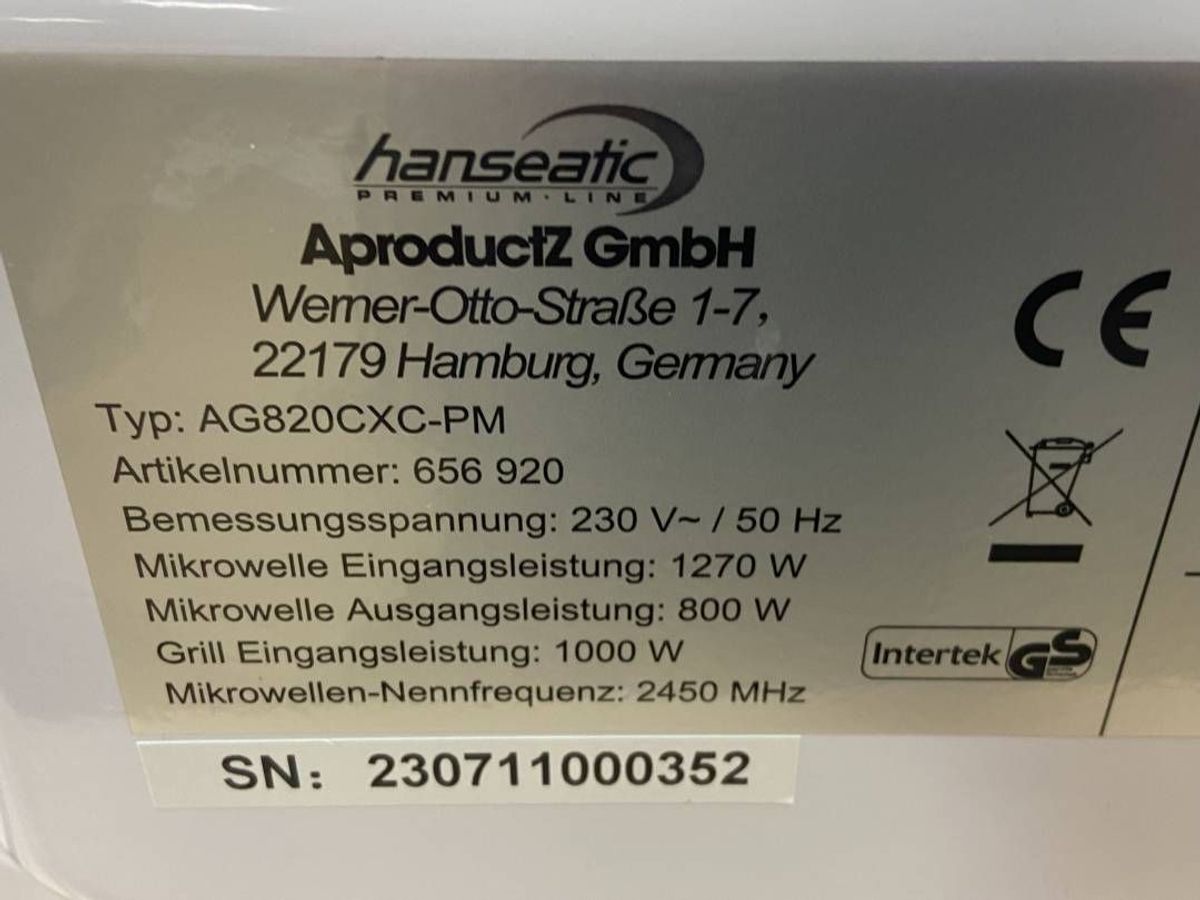 hanseatic
PREMIUM·LINE
AproductZ GmbH
Werner-Otto-Straße 1-7,
22179 Hamburg, Germany
Typ: AG820CXC-PM
Artikelnummer: 656 920
Bemessungsspannung: 230 V~ / 50 Hz
Mikrowelle Eingangsleistung: 1270 W
Mikrowelle Ausgangsleistung: 800 W
Grill Eingangsleistung: 1000 W
Mikrowellen-Nennfrequenz: 2450 MHz
CE
Intertek GS
SN: 230711000352